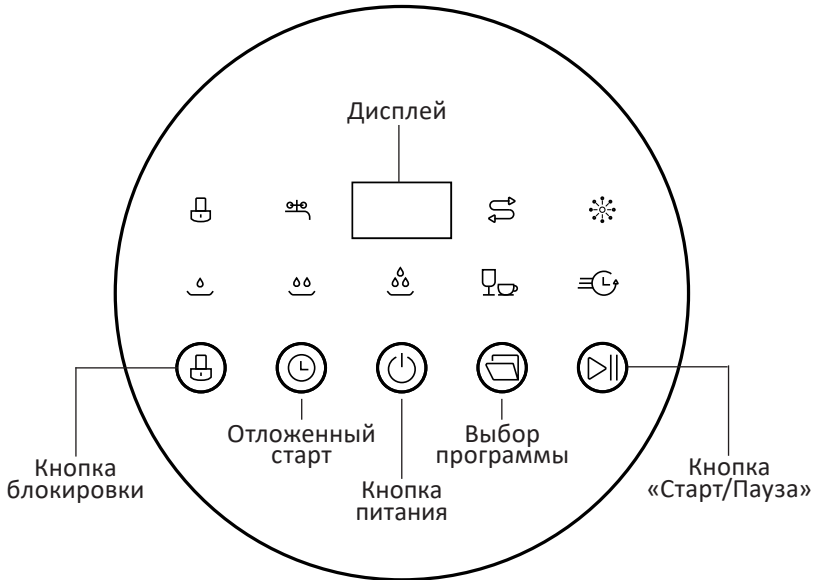 Дисплей
Отложенный
старт
Выбор
программы
Кнопка
блокировки
Кнопка
питания
Кнопка
«Старт/Пауза»